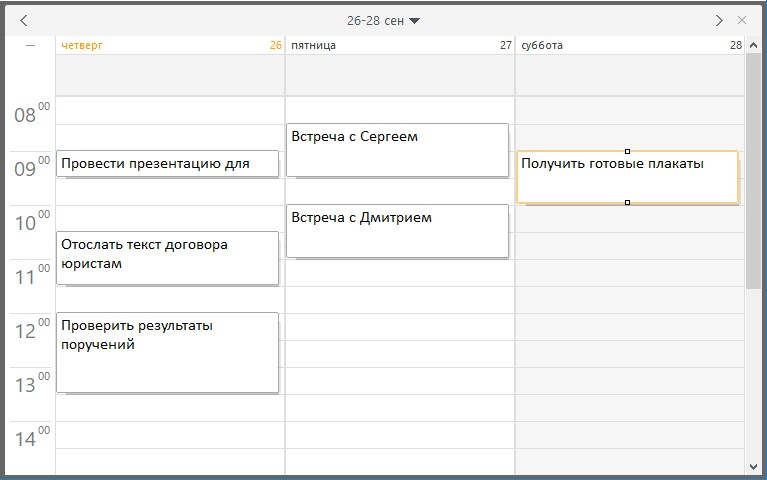 26-28 сен
четверг 26
пятница 27
суббота 28
08 00
09 00
10 00
11 00
12 00
13 00
14 00
Провести презентацию для
Отослать текст договора
юристам
Проверить результаты
поручений
Встреча с Сергеем
Встреча с Дмитрием
Получить готовые плакаты